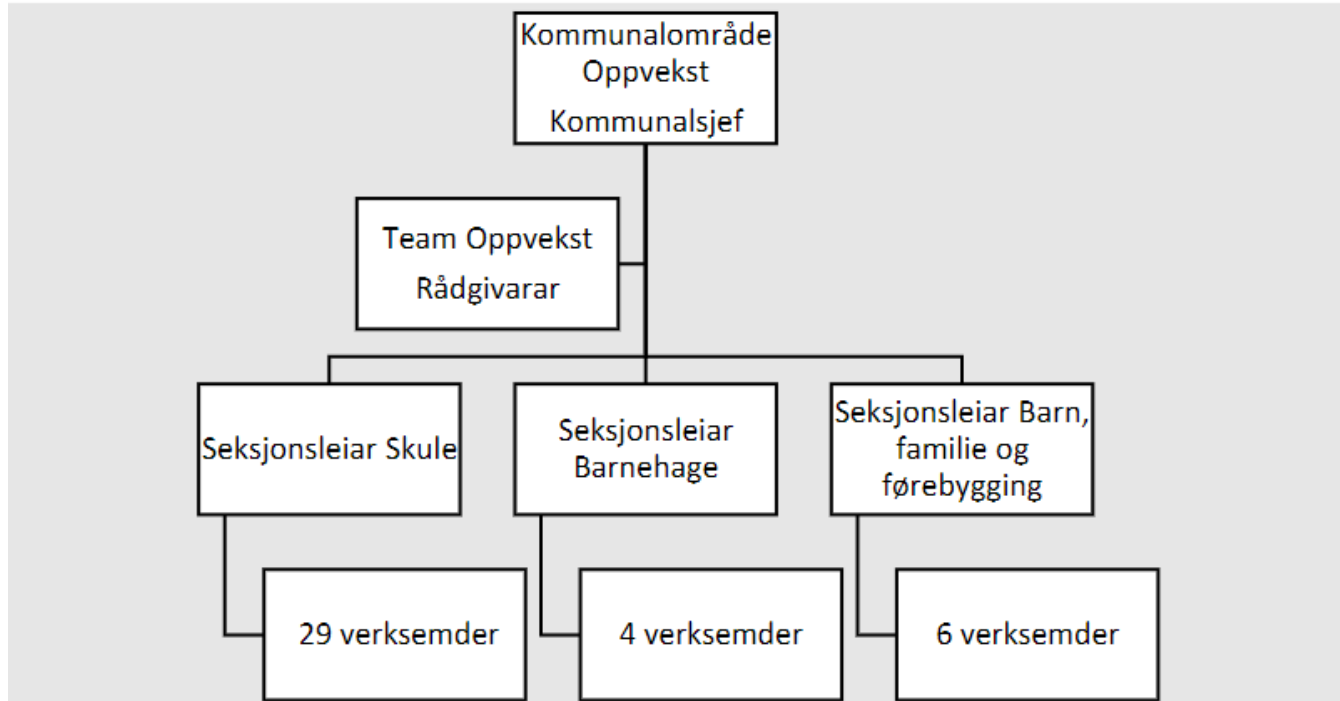 Kommunalområde
Oppvekst
Kommunalsjef
Team Oppvekst
Rådgivarar
Seksjonsleiar Skule
Seksjonsleiar
Barnehage
Seksjonsleiar Barn,
familie og
førebygging
29 verksemder
4 verksemder
6 verksemder